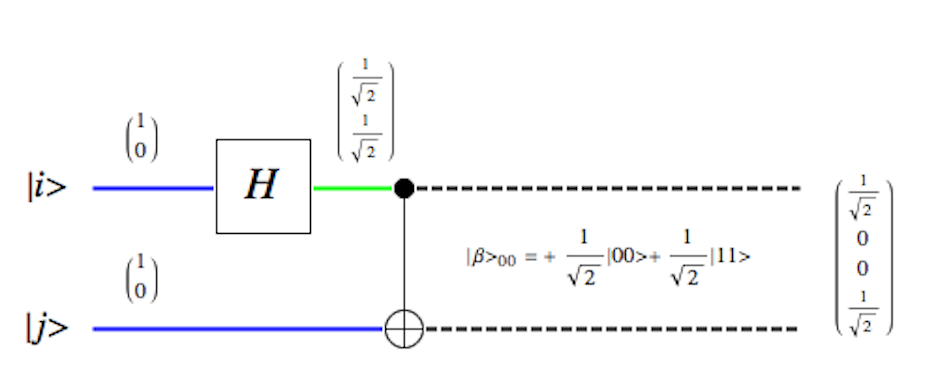 (1 0)
(1/√2 1/√2)
|i>
H
(1/√2 0 0 1/√2)
|β>00 = + 1/√2 |00>+ 1/√2 |11>
(1 0)
|j>